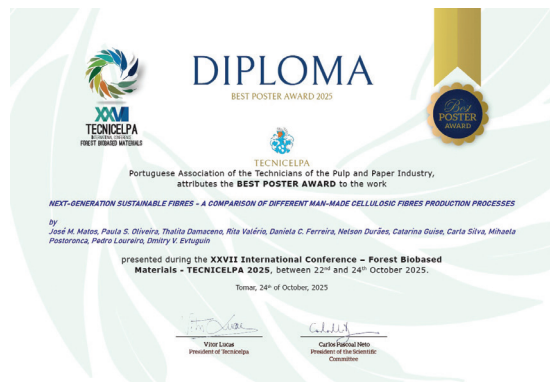 XXVII
TECNICELPA
INTERNATIONAL CONFERENCE
FOREST BIOBASED MATERIALS
DIPLOMA
BEST POSTER AWARD 2025
Best
POSTER
AWARD
TECNICELPA
Portuguese Association of the Technicians of the Pulp and Paper Industry,
attributes the BEST POSTER AWARD to the work
NEXT-GENERATION SUSTAINABLE FIBRES - A COMPARISON OF DIFFERENT MAN-MADE CELLULOSIC FIBRES PRODUCTION PROCESSES
by
José M. Matos, Paula S. Oliveira, Thalita Damaceno, Rita Valério, Daniela C. Ferreira, Nelson Durães, Catarina Guise, Carla Silva, Mihaela
Postoronca, Pedro Loureiro, Dmitry V. Evtuguin
presented during the XXVII International Conference – Forest Biobased
Materials - TECNICELPA 2025, between 22nd and 24th October 2025.
Tomar, 24th of October, 2025
Vitor Lucas
President of Tecnicelpa
Carlos Pascoal Neto
President of the Scientific
Committee